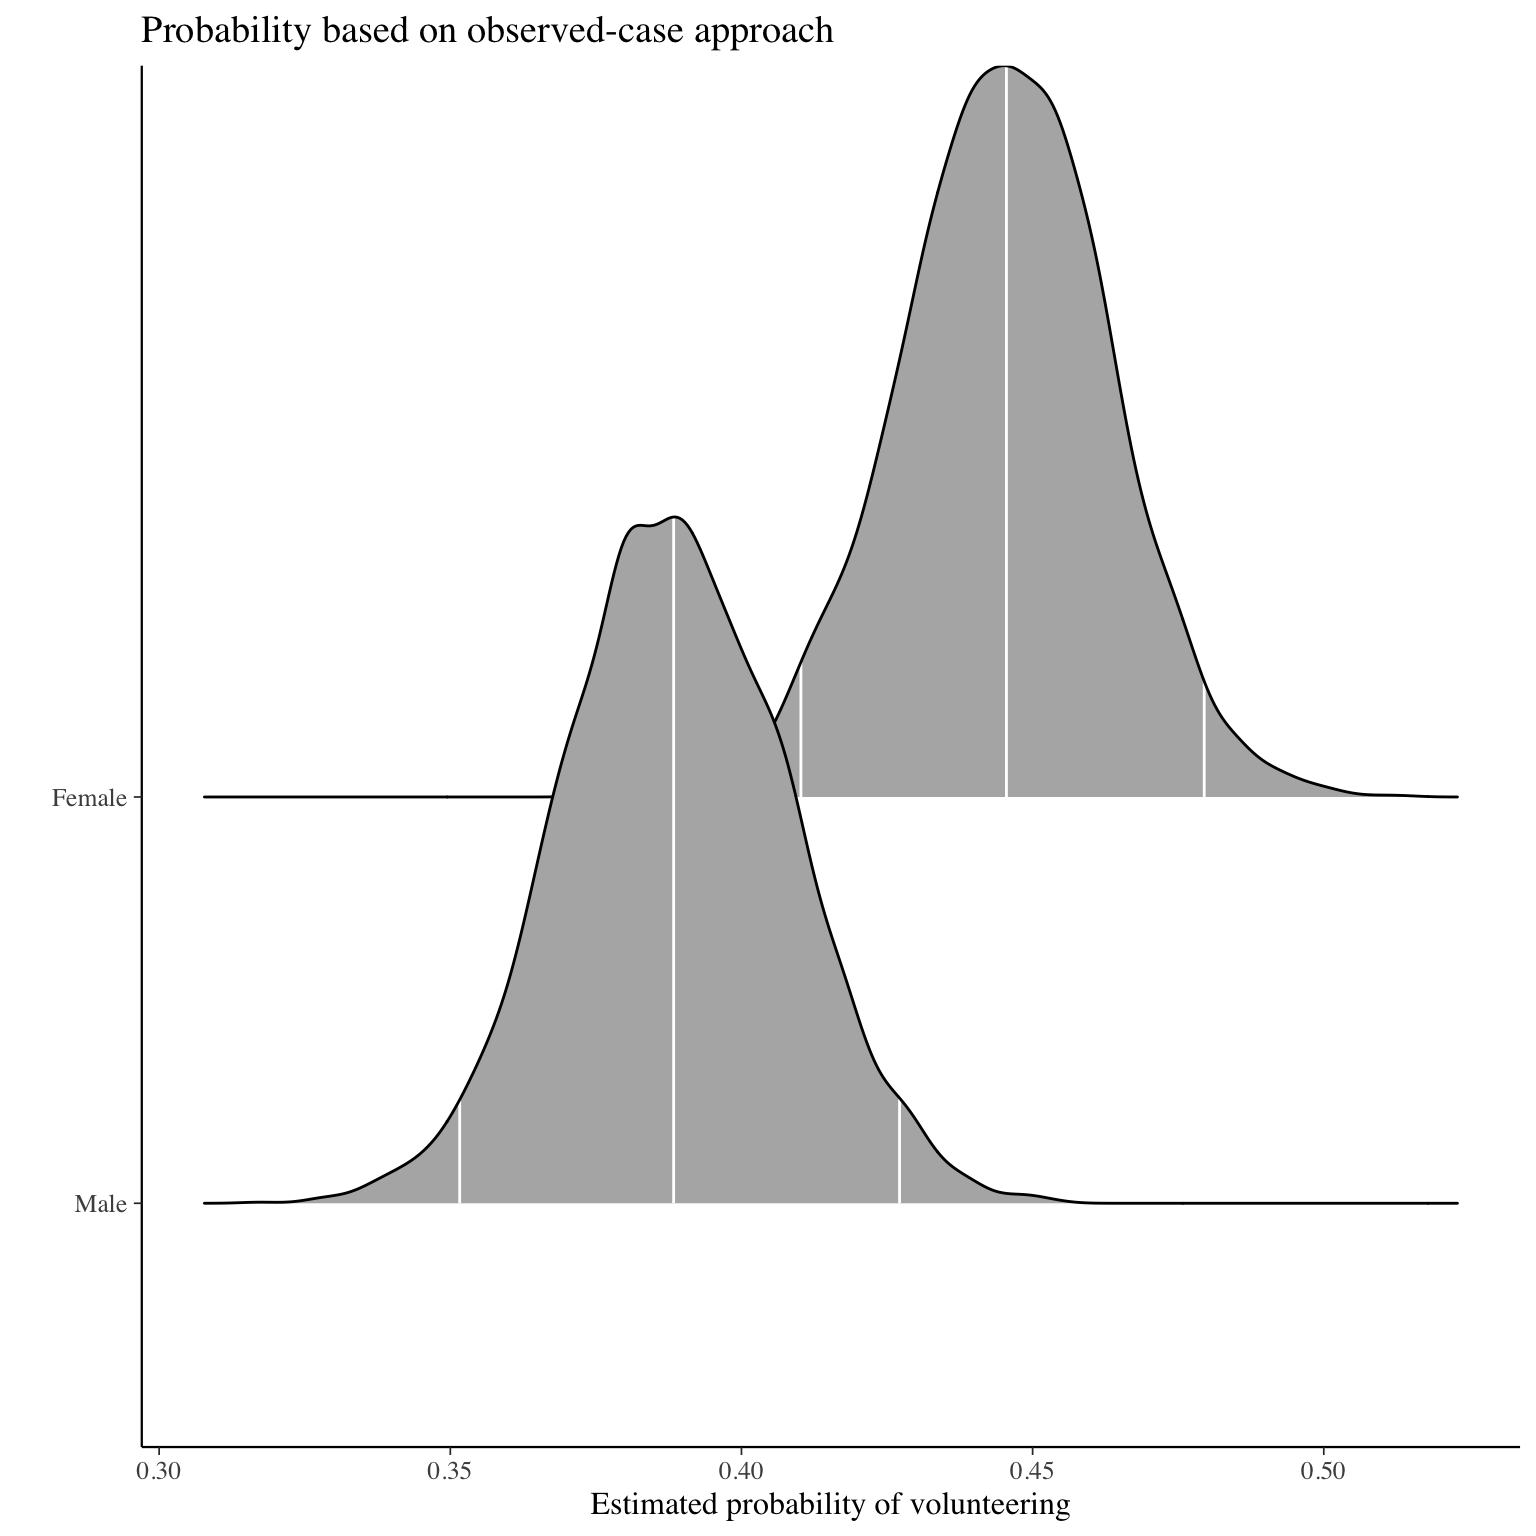 Probability based on observed-case approach
Female
Male
0.30 0.35 0.40 0.45 0.50
Estimated probability of volunteering